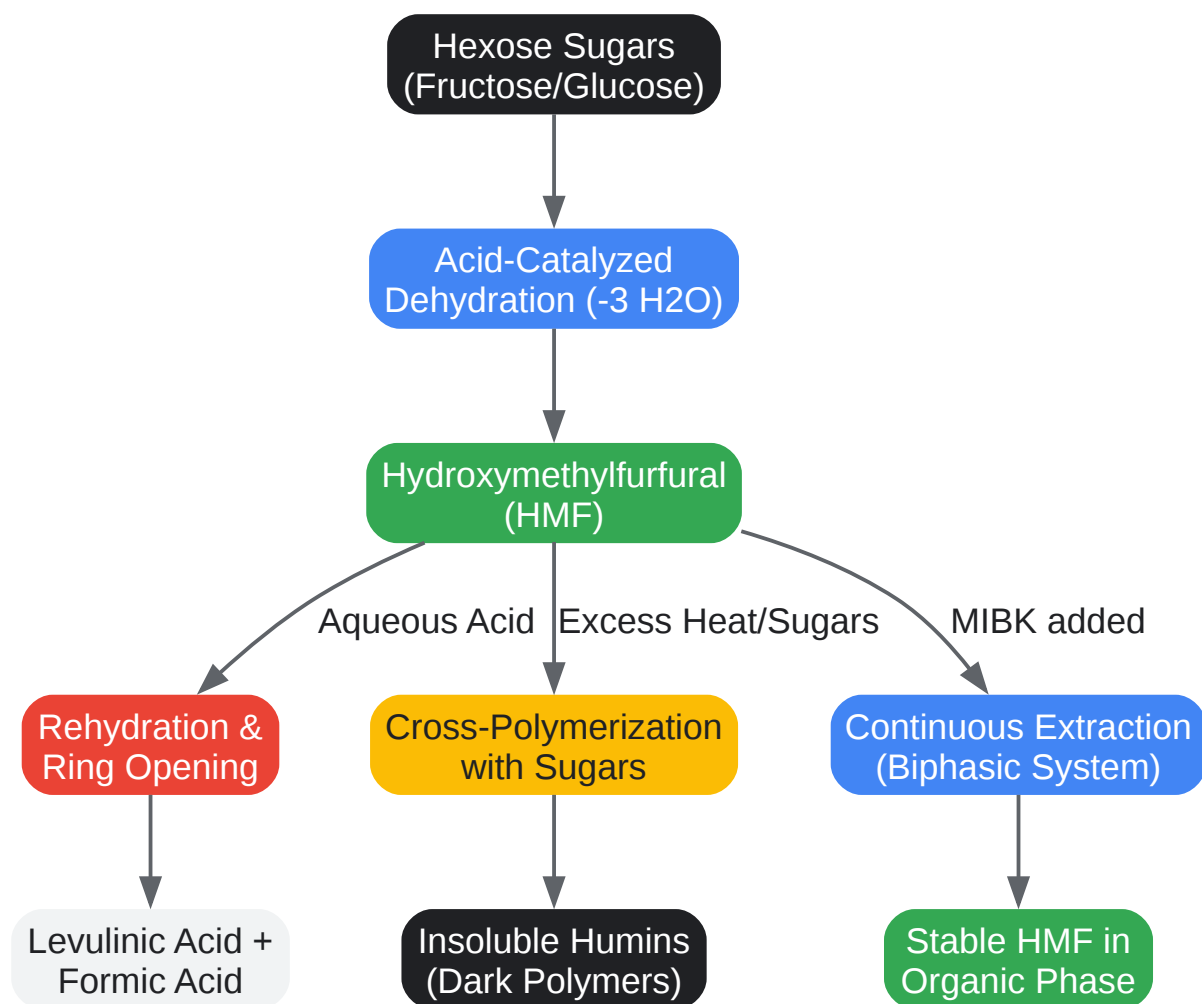 Hexose Sugars
(Fructose/Glucose)
Acid-Catalyzed
Dehydration (-3 H2O)
Hydroxymethylfurfural
(HMF)
Aqueous Acid
Excess Heat/Sugars
MIBK added
Rehydration &
Ring Opening
Cross-Polymerization
with Sugars
Continuous Extraction
(Biphasic System)
Levulinic Acid +
Formic Acid
Insoluble Humins
(Dark Polymers)
Stable HMF in
Organic Phase